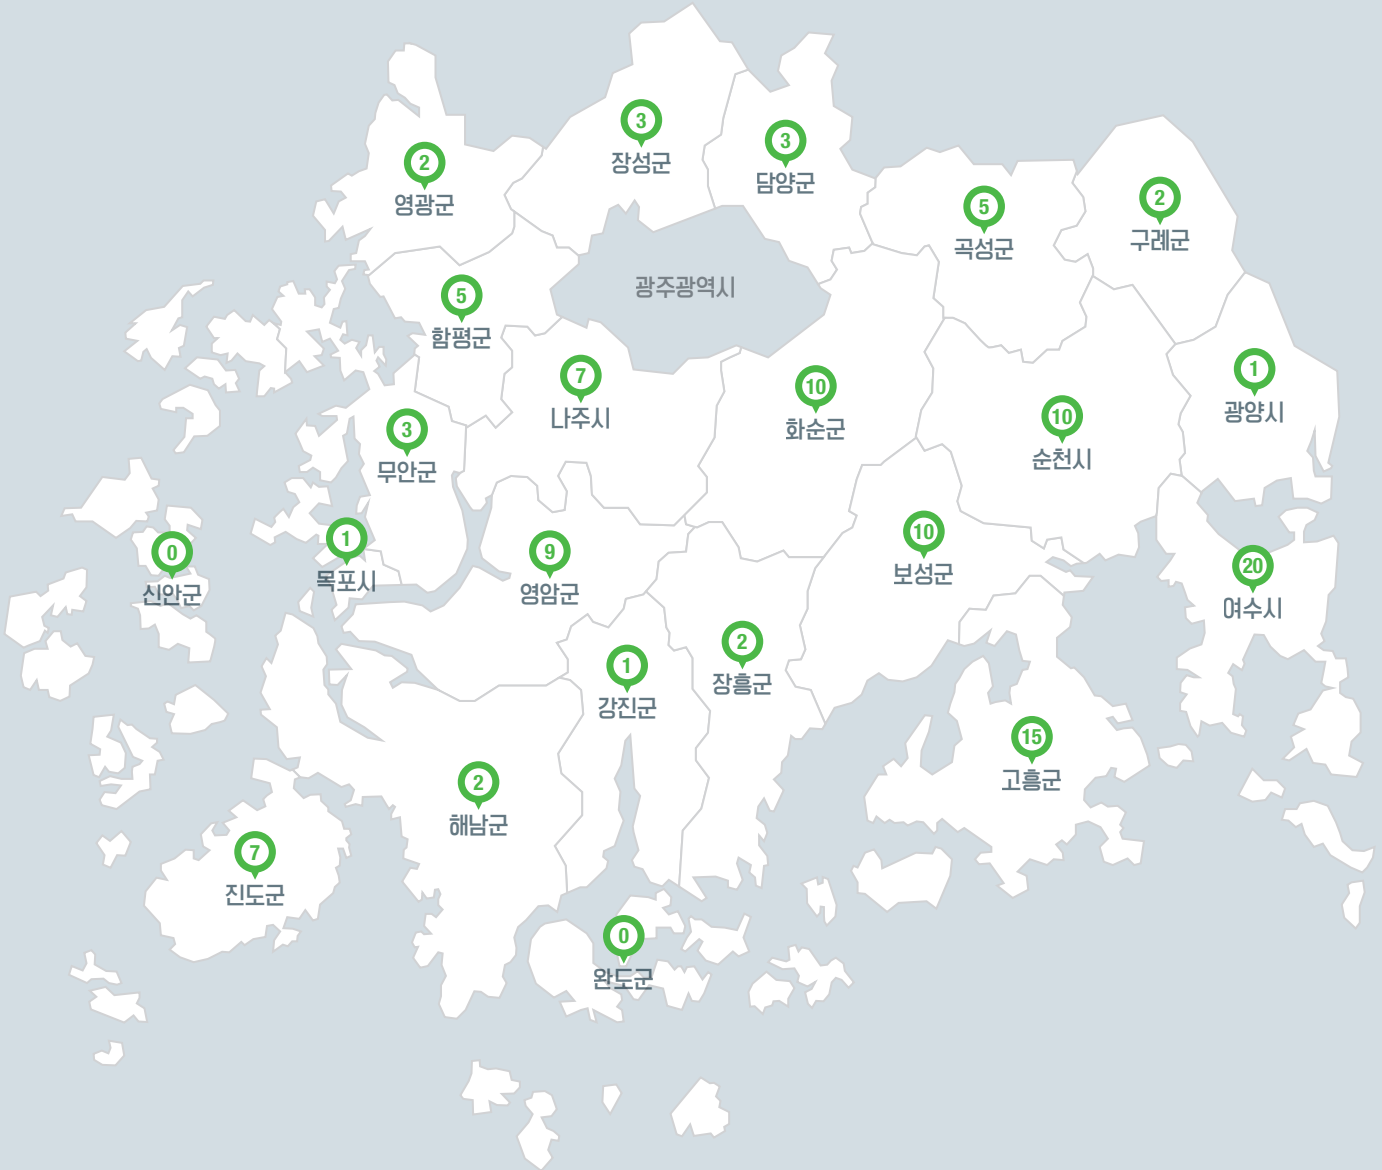 3
장성군
3
담양군
2
영광군
5
곡성군
2
구례군
광주광역시
5
함평군
7
나주시
10
화순군
1
광양시
10
순천시
3
무안군
0
신안군
1
목포시
9
영암군
10
보성군
20
여수시
2
장흥군
1
강진군
15
고흥군
2
해남군
7
진도군
0
완도군